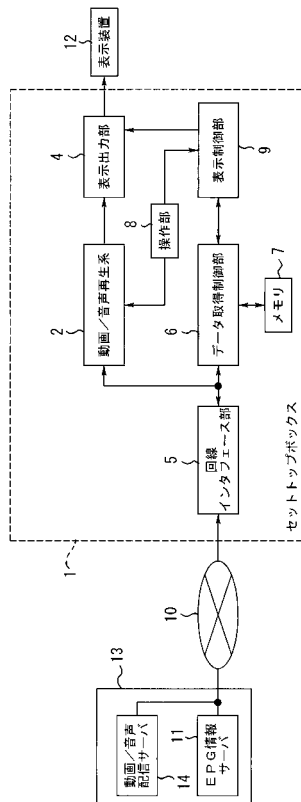 13
動画／音声
配信サーバ
14
EPG情報
サーバ
11
10
1
セットトップボックス
回線
インタフェース部
5
動画／音声再生系
2
データ取得制御部
6
メモリ
7
操作部
8
表示出力部
4
表示制御部
9
表示装置
12